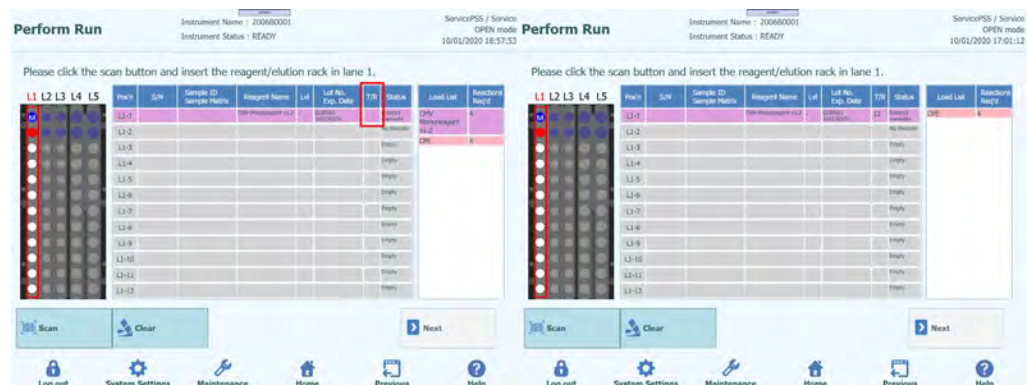 Perform Run
Instrument Name : 200680001
Instrument Status : READY
ServicePSS / Service
OPEN mode
10/01/2020 16:57:53
Please click the scan button and insert the reagent/elution rack in lane 1.
L1 L2 L3 L4 L5
Pos'n S/N Sample ID Sample Matrix Reagent Name Lvl Lot No. Exp. Date T/R Status
Load List Reactions Req'd
L1-1
CMV Monoreagent v1.2 4
L1-2
CPE 4
L1-3 Empty
L1-4 Empty
L1-5 Empty
L1-6 Empty
L1-7 Empty
L1-8 Empty
L1-9 Empty
L1-10 Empty
L1-11 Empty
L1-12 Empty
M
Scan
Clear
Next
Log out
System Settings
Maintenance
Home
Previous
Help
Perform Run
Instrument Name : 200680001
Instrument Status : READY
ServicePSS / Service
OPEN mode
10/01/2020 17:01:12
Please click the scan button and insert the reagent/elution rack in lane 1.
L1 L2 L3 L4 L5
Pos'n S/N Sample ID Sample Matrix Reagent Name Lvl Lot No. Exp. Date T/R Status
Load List Reactions Req'd
L1-1 12
CPE 4
L1-2
L1-3 Empty
L1-4 Empty
L1-5 Empty
L1-6 Empty
L1-7 Empty
L1-8 Empty
L1-9 Empty
L1-10 Empty
L1-11 Empty
L1-12 Empty
M
Scan
Clear
Next
Log out
System Settings
Maintenance
Home
Previous
Help